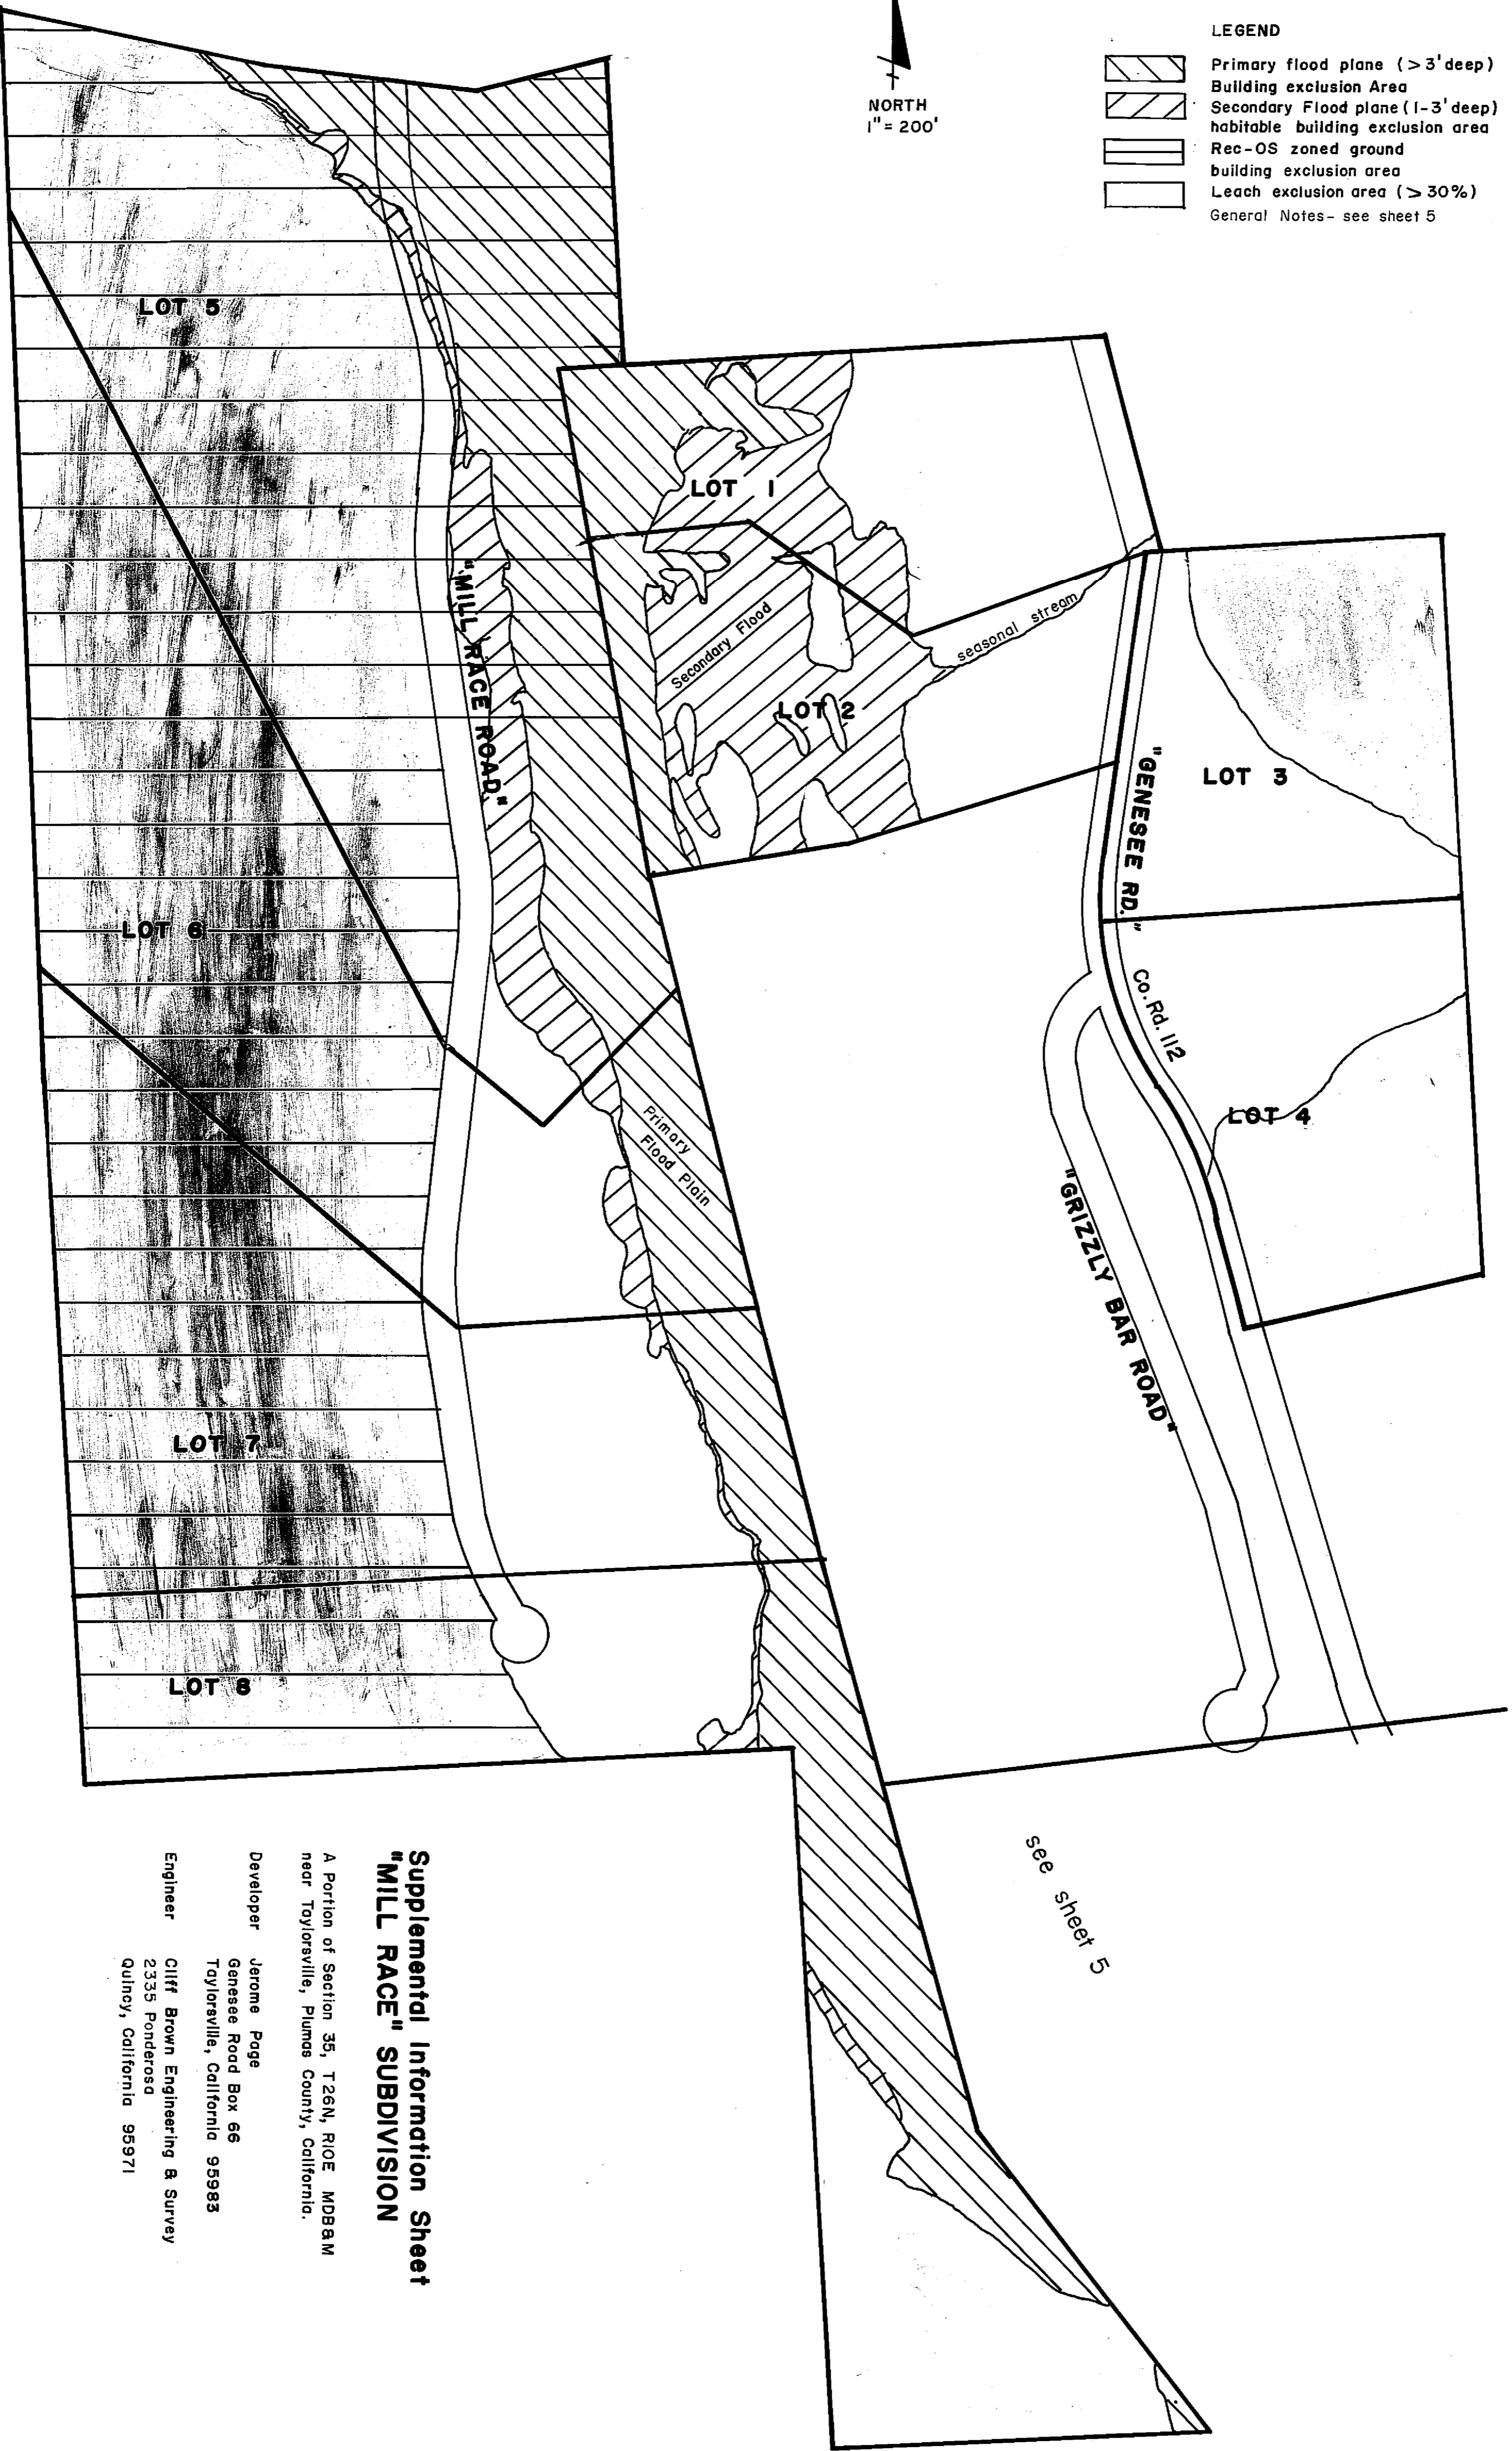 LEGEND
Primary flood plane (>3'deep)
Building exclusion Area
Secondary Flood plane (1-3'deep)
habitable building exclusion area
Rec-OS zoned ground
building exclusion area
Leach exclusion area (>30%)
General Notes- see sheet 5
NORTH
1"= 200'
LOT 5
LOT 1
"MILL RACE ROAD"
Secondary Flood
seasonal stream
LOT 2
"GENESEE RD."
LOT 3
Co. Rd. 112
LOT 6
LOT 4
Primary
Flood Plain
"GRIZZLY BAR ROAD"
LOT 7
LOT 8
see sheet 5
Supplemental Information Sheet
"MILL RACE" SUBDIVISION
A Portion of Section 35, T26N, R10E MDB&M
near Taylorsville, Plumas County, California.
Developer Jerome Page
Genesee Road Box 66
Taylorsville, California 95983
Engineer Cliff Brown Engineering & Survey
2335 Ponderosa
Quincy, California 95971